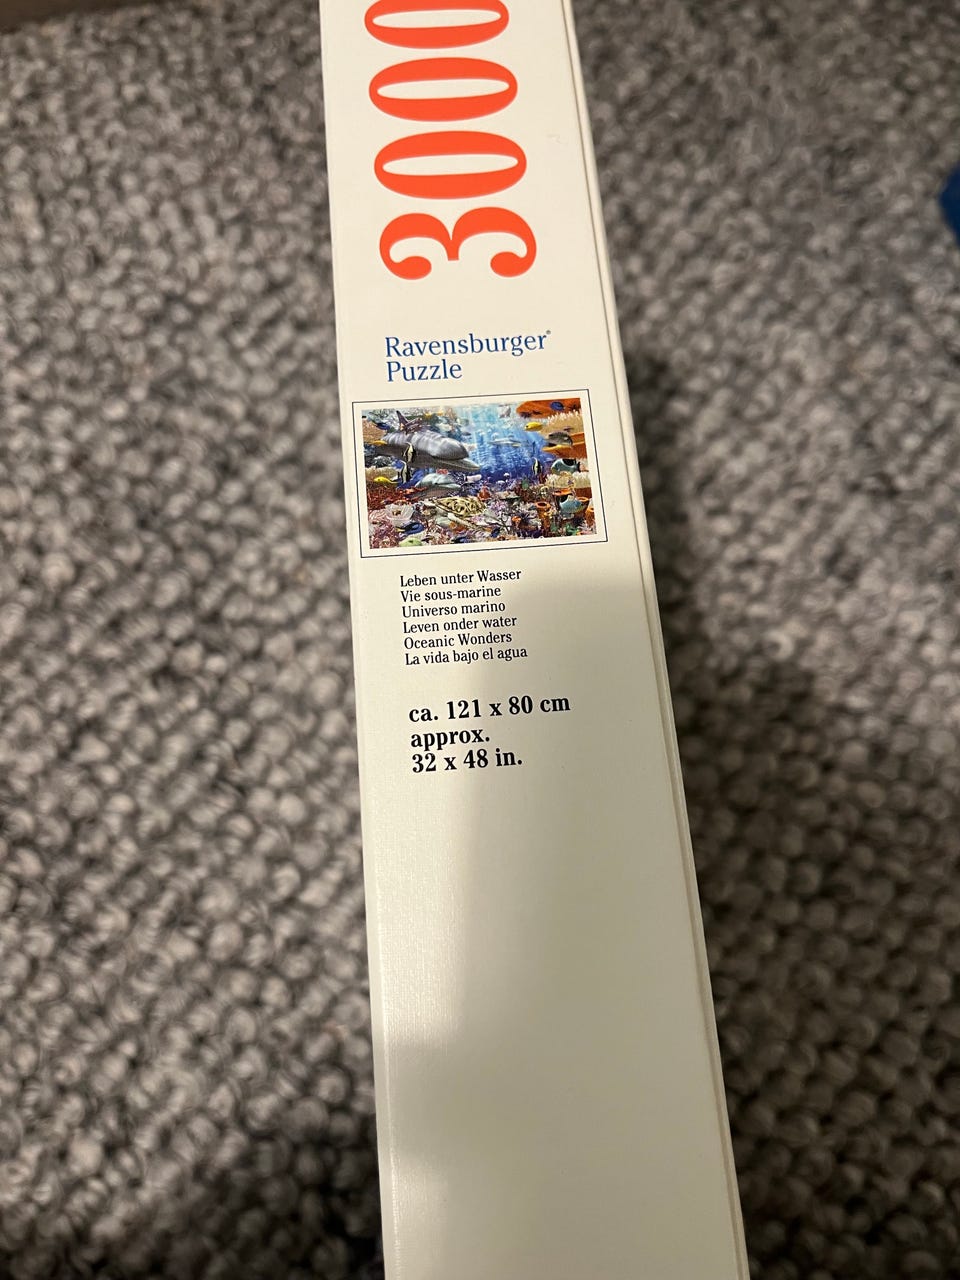 3000
Ravensburger®
Puzzle
Leben unter Wasser
Vie sous-marine
Universo marino
Leven onder water
Oceanic Wonders
La vida bajo el agua
ca. 121 x 80 cm
approx.
32 x 48 in.